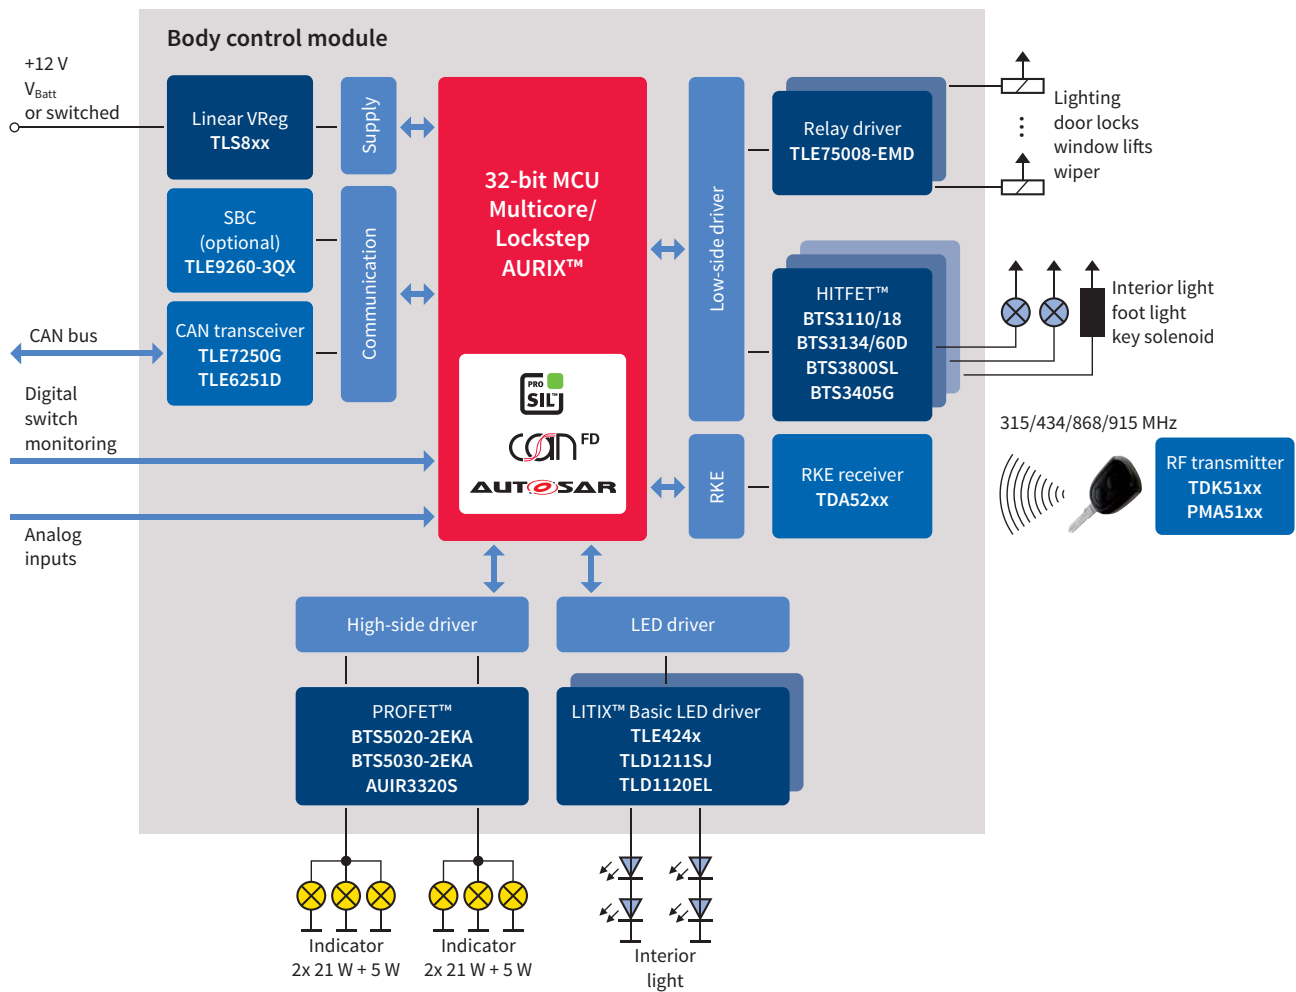 Body control module
+12 V
VBatt
or switched
Linear VReg
TLS8xx
Supply
SBC
(optional)
TLE9260-3QX
Communication
CAN bus
CAN transceiver
TLE7250G
TLE6251D
Digital
switch
monitoring
Analog
inputs
32-bit MCU
Multicore/
Lockstep
AURIX™
PRO
SIL™
CAN FD
AUTOSAR
Low-side driver
Relay driver
TLE75008-EMD
Lighting
door locks
window lifts
wiper
HITFET™
BTS3110/18
BTS3134/60D
BTS3800SL
BTS3405G
Interior light
foot light
key solenoid
RKE
RKE receiver
TDA52xx
315/434/868/915 MHz
RF transmitter
TDK51xx
PMA51xx
High-side driver
LED driver
PROFET™
BTS5020-2EKA
BTS5030-2EKA
AUIR3320S
LITIX™ Basic LED driver
TLE424x
TLD1211SJ
TLD1120EL
Indicator
2x 21 W + 5 W
Indicator
2x 21 W + 5 W
Interior
light